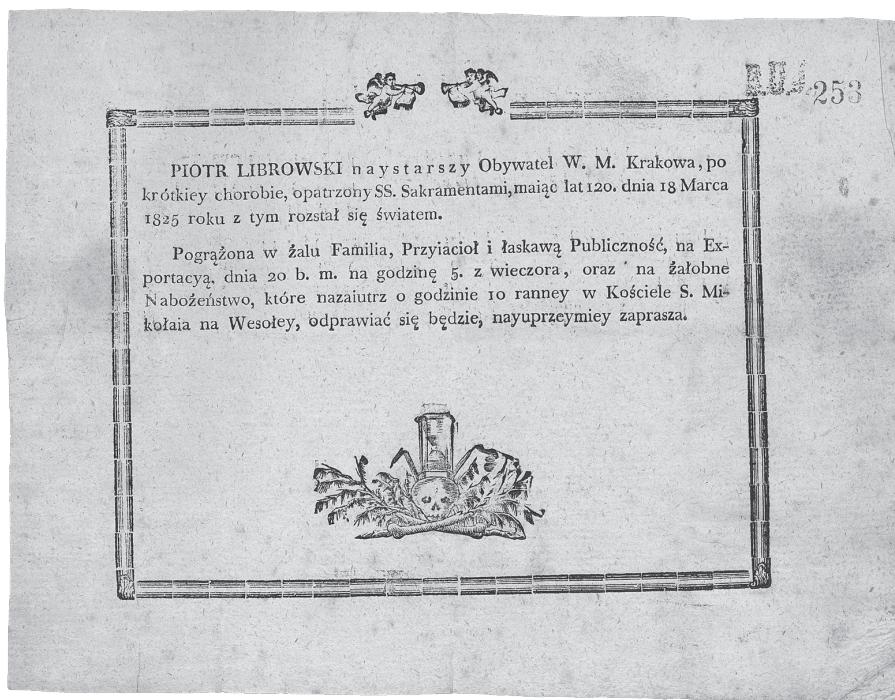 AUJ 253
PIOTR LIBROWSKI naystarszy Obywatel W. M. Krakowa, po
krótkiey chorobie, opatrzony SS. Sakramentami, maiąc lat 120. dnia 18 Marca
1825 roku z tym rozstał się światem.
Pogrążona w żalu Familia, Przyiacioł i łaskawą Publiczność, na Ex-
portacyą, dnia 20 b. m. na godzinę 5. z wieczora, oraz na żałobne
Nabożeństwo, które nazaiutrz o godzinie 10 ranney w Kościele S. Mi-
kołaia na Wesołey, odprawiać się będzie, nayuprzeymiey zaprasza.